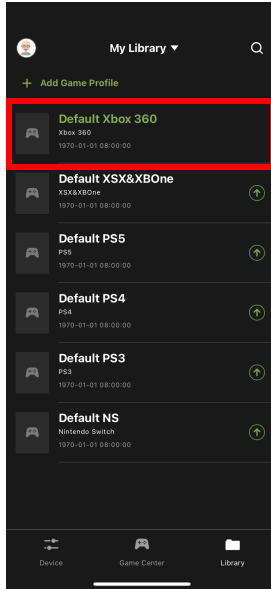 My Library ▼
+ Add Game Profile
Default Xbox 360
Xbox 360
1970-01-01 08:00:00
Default XSX&XBOne
XSX&XBOne
1970-01-01 08:00:00
Default PS5
PS5
1970-01-01 08:00:00
Default PS4
PS4
1970-01-01 08:00:00
Default PS3
PS3
1970-01-01 08:00:00
Default NS
Nintendo Switch
1970-01-01 08:00:00
Device Game Center Library